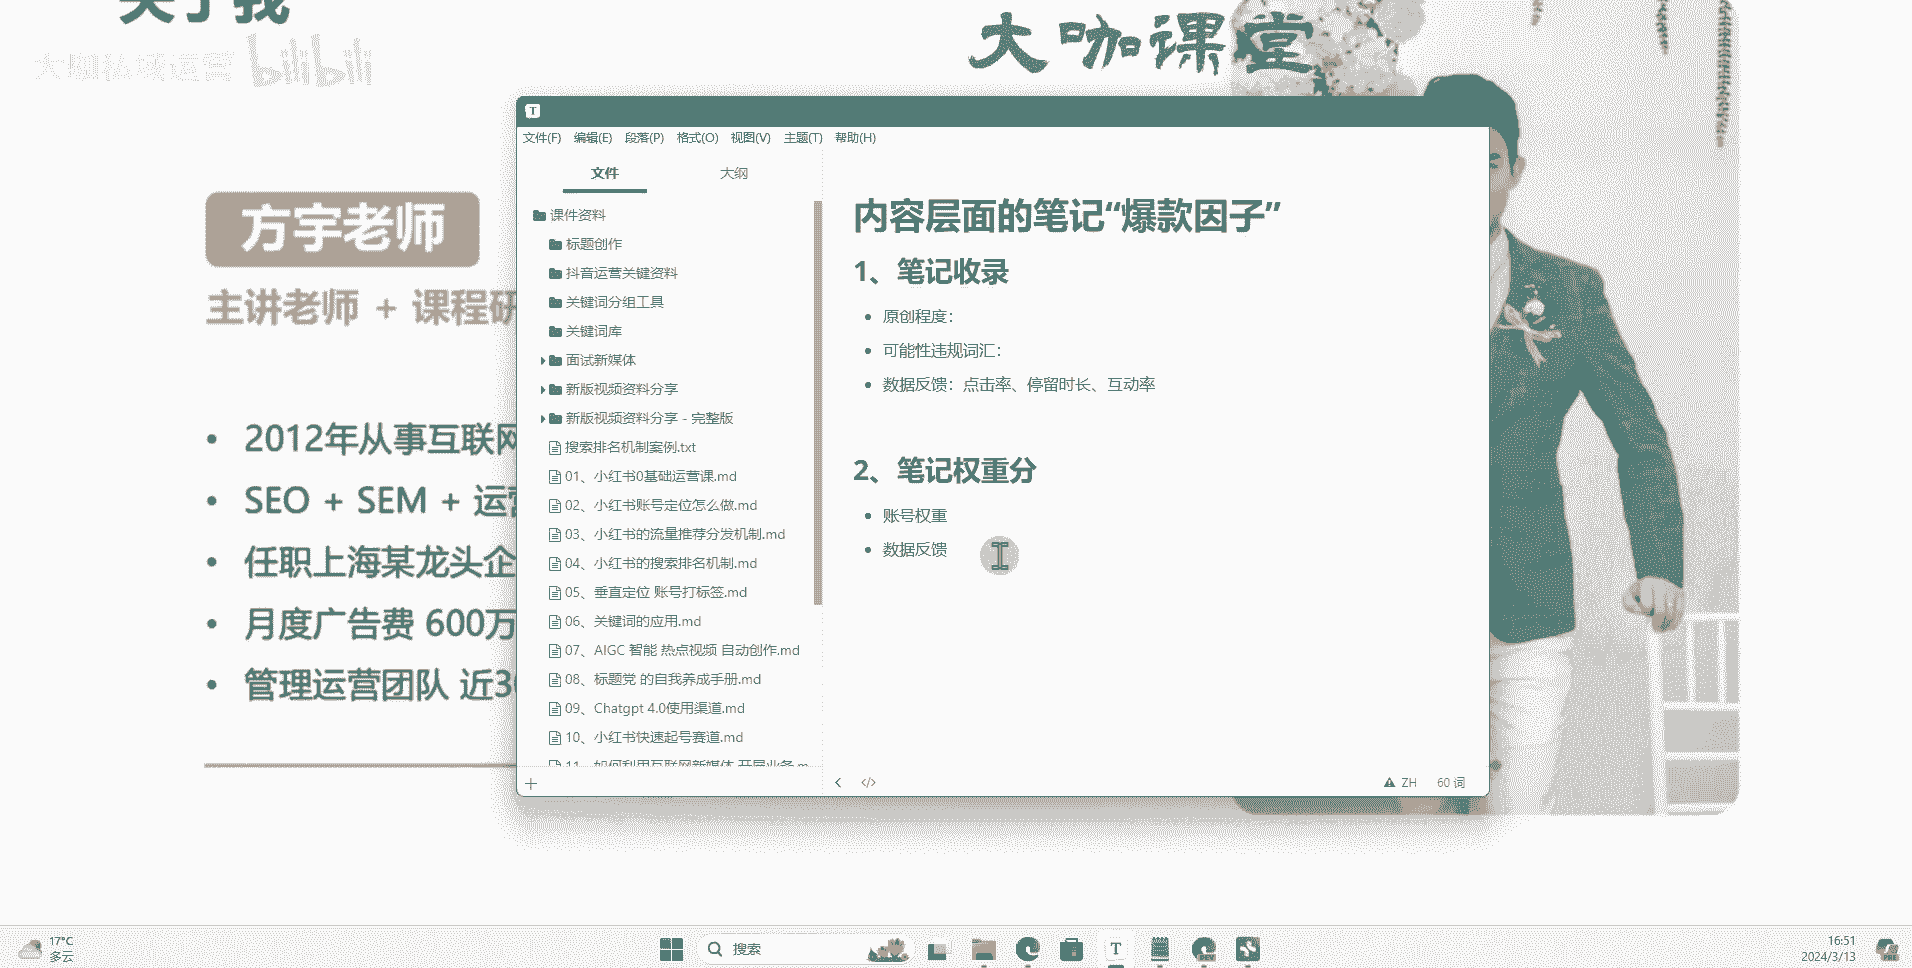 关于我
大咖私域运营 bilibili
大咖课堂
方宇老师
主讲老师 + 课程研
2012年从事互联网
SEO + SEM + 运营
任职上海某龙头企
月度广告费 600万
管理运营团队 近30
文件(F) 编辑(E) 段落(P) 格式(O) 视图(V) 主题(T) 帮助(H)
文件 大纲
课件资料
标题创作
抖音运营关键资料
关键词分组工具
关键词库
面试新媒体
新版视频资料分享
新版视频资料分享 - 完整版
搜索排名机制案例.txt
01、小红书0基础运营课.md
02、小红书账号定位怎么做.md
03、小红书的流量推荐分发机制.md
04、小红书的搜索排名机制.md
05、垂直定位 账号打标签.md
06、关键词的应用.md
07、AIGC 智能 热点视频 自动创作.md
08、标题党 的自我养成手册.md
09、Chatgpt 4.0使用渠道.md
10、小红书快速起号赛道.md
11、如何利用互联网新媒体 开展业务.m
内容层面的笔记“爆款因子”
1、笔记收录
原创程度：
可能性违规词汇：
数据反馈：点击率、停留时长、互动率
2、笔记权重分
账号权重
数据反馈
ZH 60 词
17°C
多云
搜索
T
DEV
16:51
2024/3/13
PRE